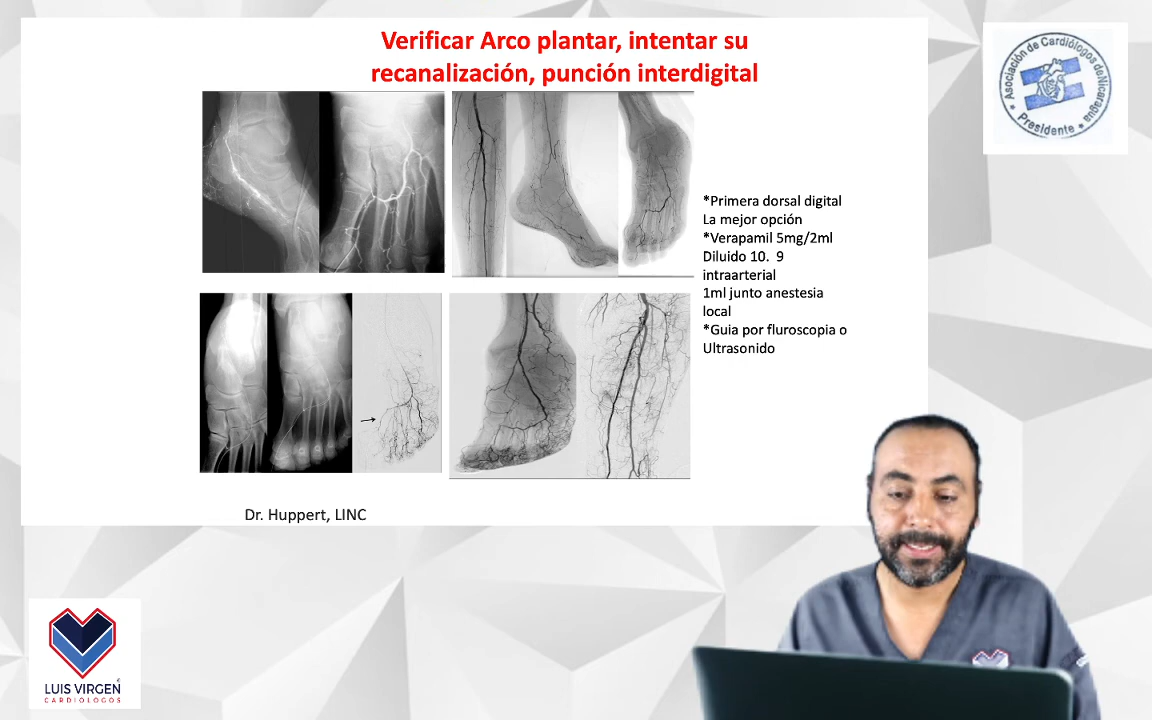 Verificar Arco plantar, intentar su
recanalización, punción interdigital
Asociación de Cardiólogos de Nicaragua
* Presidente *
*Primera dorsal digital
La mejor opción
*Verapamil 5mg/2ml
Diluido 10. 9
intraarterial
1ml junto anestesia
local
*Guia por fluroscopia o
Ultrasonido
Dr. Huppert, LINC
LUIS VIRGEN
©
CARDIOLOGOS